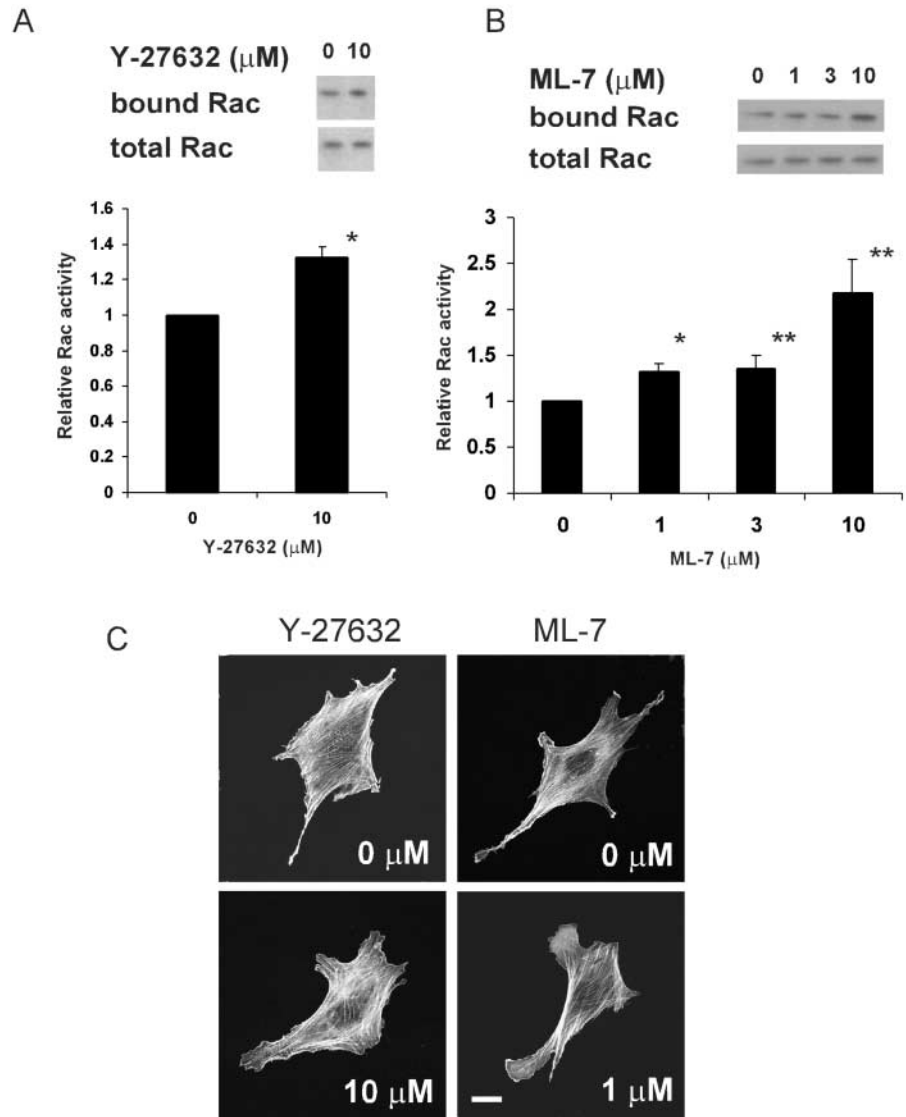 A
Y-27632 (μM) 0 10
bound Rac
total Rac
Relative Rac activity
1.6
1.4
1.2
1
0.8
0.6
0.4
0.2
0
*
0 10
Y-27632 (μM)
B
ML-7 (μM) 0 1 3 10
bound Rac
total Rac
Relative Rac activity
3
2.5
2
1.5
1
0.5
0
* ** **
0 1 3 10
ML-7 (μM)
C
Y-27632 ML-7
0 μM 0 μM
10 μM 1 μM